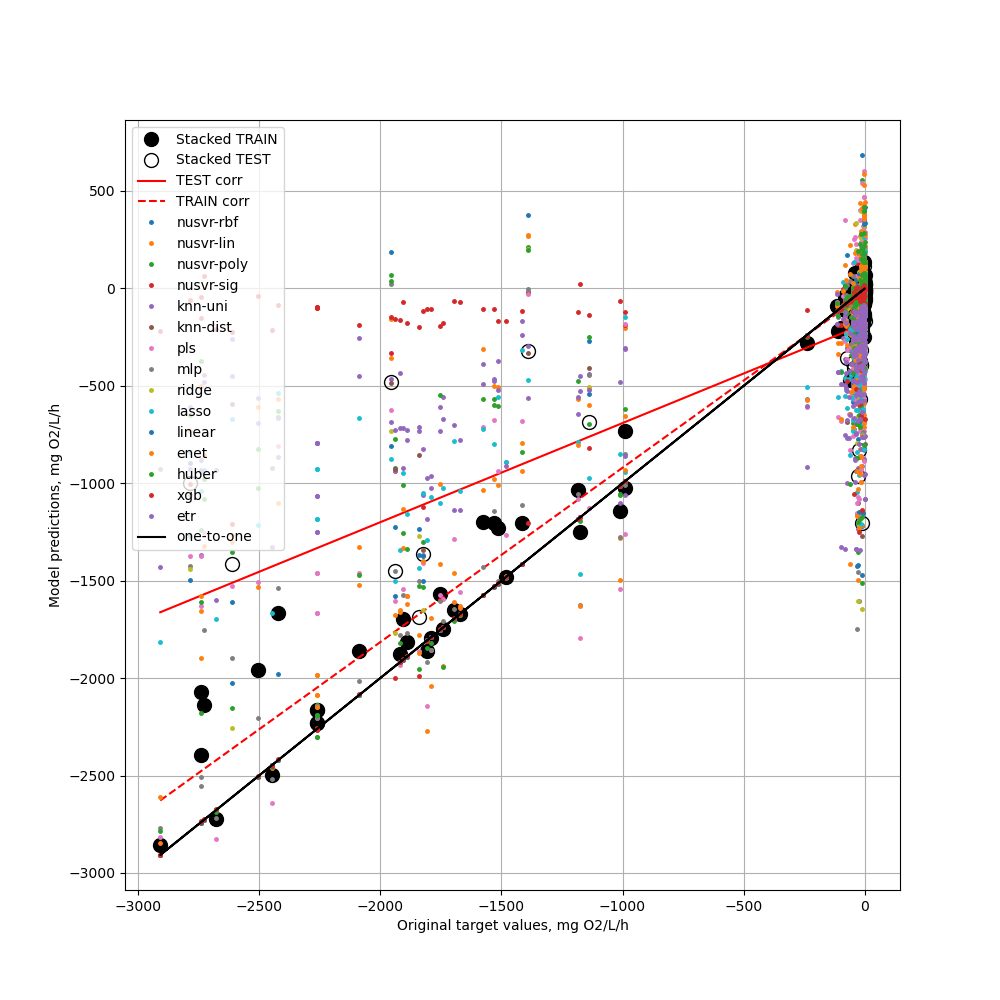 Stacked TRAIN
Stacked TEST
TEST corr
TRAIN corr
nusvr-rbf
nusvr-lin
nusvr-poly
nusvr-sig
knn-uni
knn-dist
pls
mlp
ridge
lasso
linear
enet
huber
xgb
etr
one-to-one
500
0
−500
−1000
−1500
−2000
−2500
−3000
Model predictions, mg O2/L/h
−3000 −2500 −2000 −1500 −1000 −500 0
Original target values, mg O2/L/h